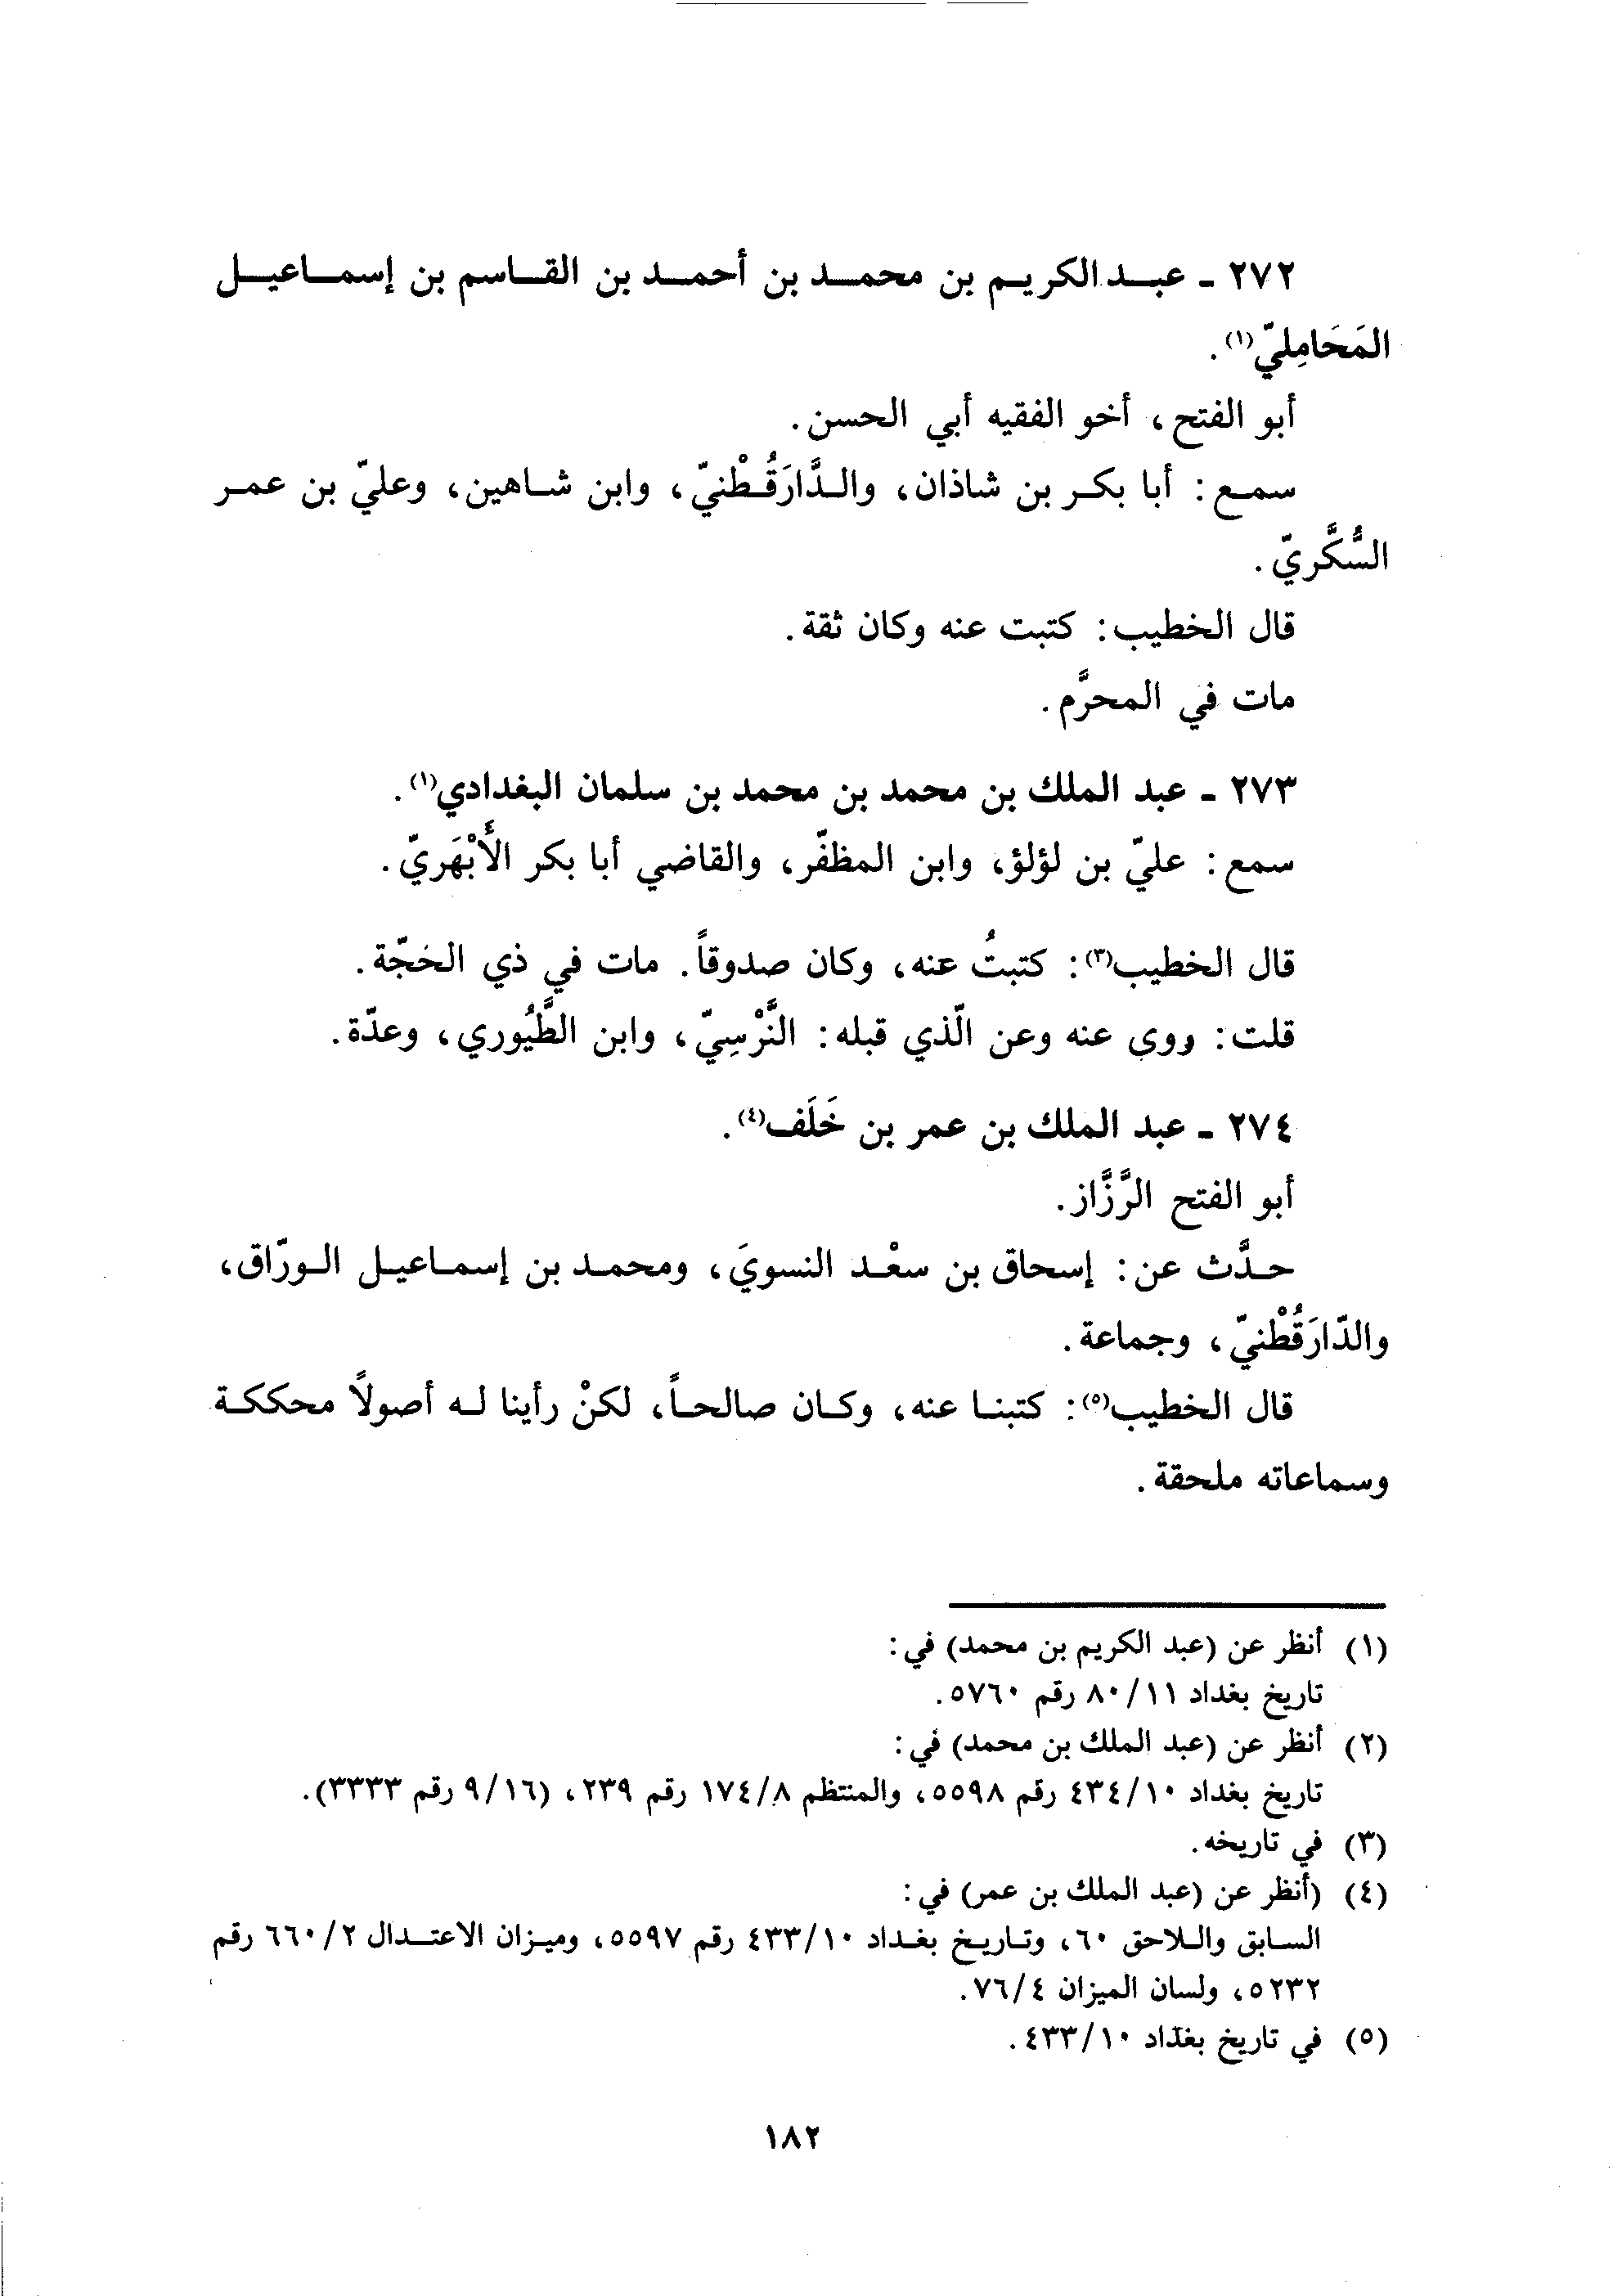 ٢٧٢ ـ عبد الكريم بن محمد بن أحمد بن القاسم بن إسماعيل
المَحَامِليّ(١).
أبو الفتح، أخو الفقيه أبي الحسن.
سمع: أبا بكر بن شاذان، والدَّارَقُطْنيّ، وابن شاهين، وعليّ بن عمر
السُّكَّريّ.
قال الخطيب: كتبت عنه وكان ثقة.
مات في المحرَّم.
٢٧٣ ـ عبد الملك بن محمد بن محمد بن سلمان البغدادي(١).
سمع: عليّ بن لؤلؤ، وابن المظفّر، والقاضي أبا بكر الأَبْهَريّ.
قال الخطيب(٣): كتبتُ عنه، وكان صدوقاً. مات في ذي الحَجّة.
قلت: روى عنه وعن الّذي قبله: النَّرْسِيّ، وابن الطَّيُوري، وعدّة.
٢٧٤ ـ عبد الملك بن عمر بن خَلَف(٤).
أبو الفتح الرَّزَّاز.
حدَّث عن: إسحاق بن سعْد النسويَ، ومحمد بن إسماعيل الورّاق،
والدّارَقُطْنيّ، وجماعة.
قال الخطيب(٥): كتبنا عنه، وكان صالحاً، لكنْ رأينا له أصولاً محككة
وسماعاته ملحقة.
(١) أنظر عن (عبد الكريم بن محمد) في:
تاريخ بغداد ٨٠/١١ رقم ٥٧٦٠.
(٢) أنظر عن (عبد الملك بن محمد) في:
تاريخ بغداد ٤٣٤/١٠ رقم ٥٥٩٨، والمنتظم ١٧٤/٨ رقم ٢٣٩، (٩/١٦ رقم ٣٣٣٣).
(٣) في تاريخه.
(٤) (أنظر عن (عبد الملك بن عمر) في:
السابق واللاحق ٦٠، وتاريخ بغداد ٤٣٣/١٠ رقم ٥٥٩٧، وميزان الاعتدال ٦٦٠/٢ رقم
٥٢٣٢، ولسان الميزان ٧٦/٤.
(٥) في تاريخ بغداد ٤٣٣/١٠.
١٨٢